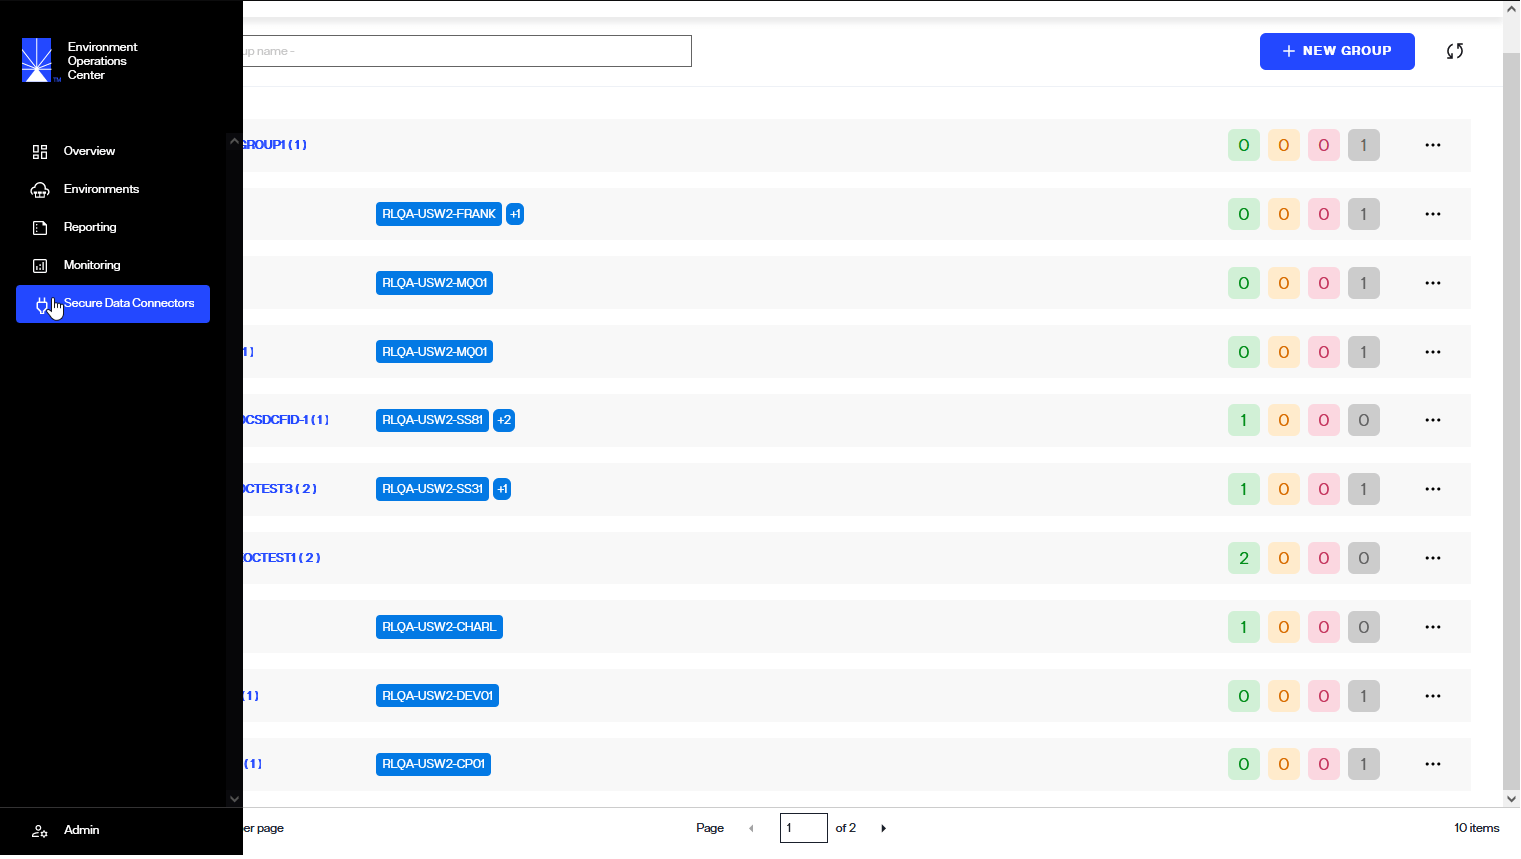 Environment
Operations
Center
TM
up name -
+ NEW GROUP
Overview
Environments
Reporting
Monitoring
Secure Data Connectors
Admin
GROUP1 ( 1 ) 0 0 0 1 ...
RLQA-USW2-FRANK +1 0 0 0 1 ...
RLQA-USW2-MQ01 0 0 0 1 ...
1 ) RLQA-USW2-MQ01 0 0 0 1 ...
OCSDCFID-1 ( 1 ) RLQA-USW2-SS81 +2 1 0 0 0 ...
OCTEST3 ( 2 ) RLQA-USW2-SS31 +1 1 0 0 1 ...
EOCTEST1 ( 2 ) 2 0 0 0 ...
RLQA-USW2-CHARL 1 0 0 0 ...
( 1 ) RLQA-USW2-DEV01 0 0 0 1 ...
( 1 ) RLQA-USW2-CP01 0 0 0 1 ...
er page Page 1 of 2 10 items